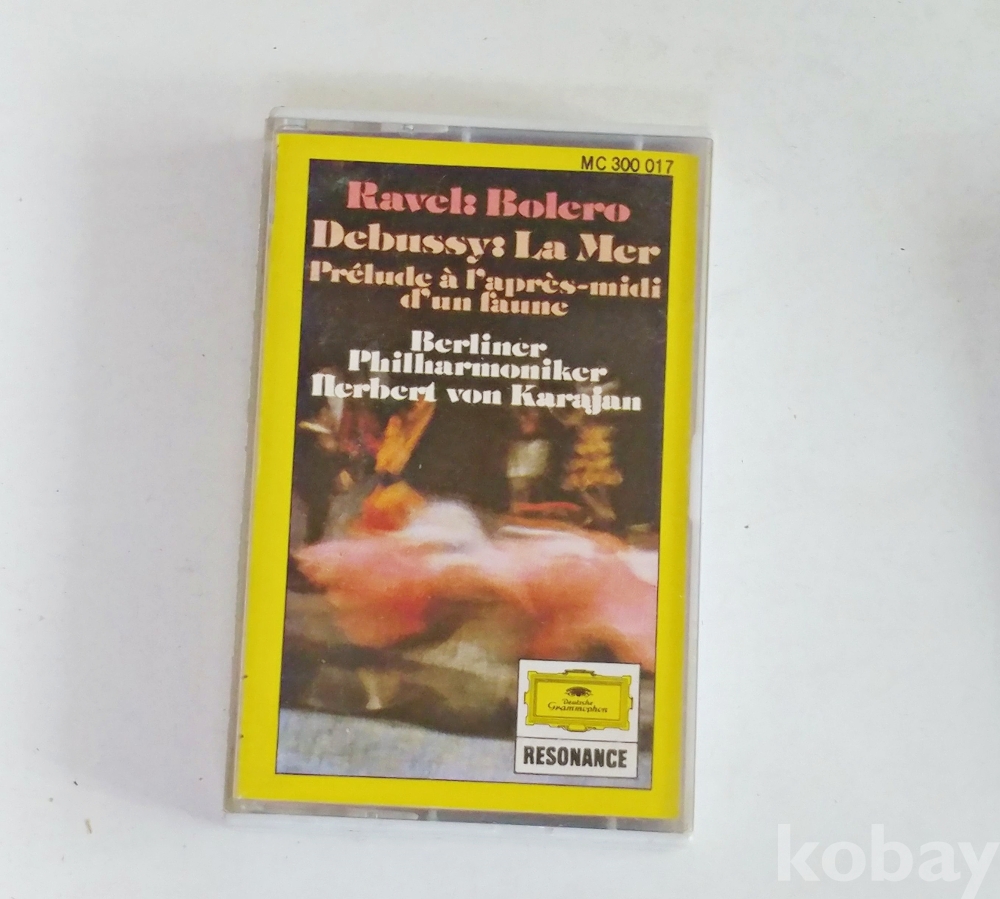 MC 300 017
Ravel: Bolero
Debussy: La Mer
Prélude à l'après-midi
d'un faune
Berliner
Philharmoniker
Herbert von Karajan
Deutsche
Grammophon
RESONANCE
kobay